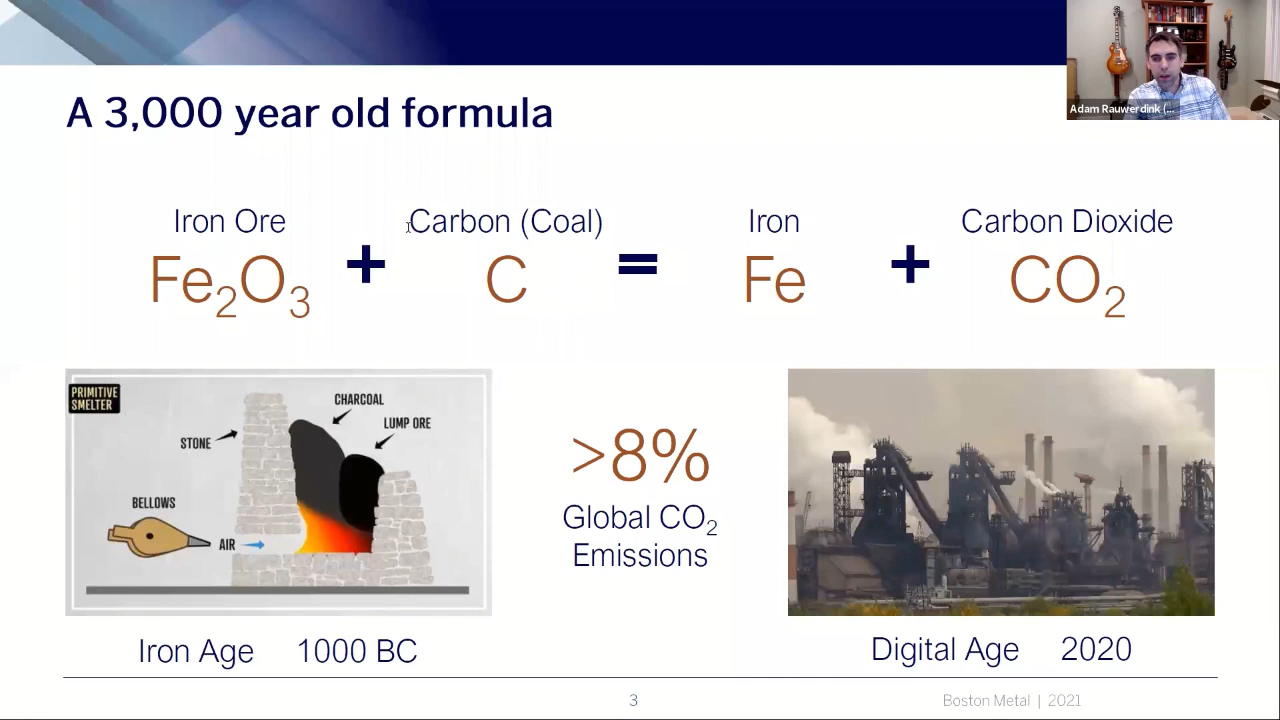 Adam Rauwerdink (...
A 3,000 year old formula
Iron Ore
Carbon (Coal)
Iron
Carbon Dioxide
Fe₂O₃ + C = Fe + CO₂
PRIMITIVE
SMELTER
CHARCOAL
LUMP ORE
STONE
BELLOWS
AIR
>8%
Global CO₂
Emissions
Iron Age 1000 BC
Digital Age 2020
3
Boston Metal | 2021